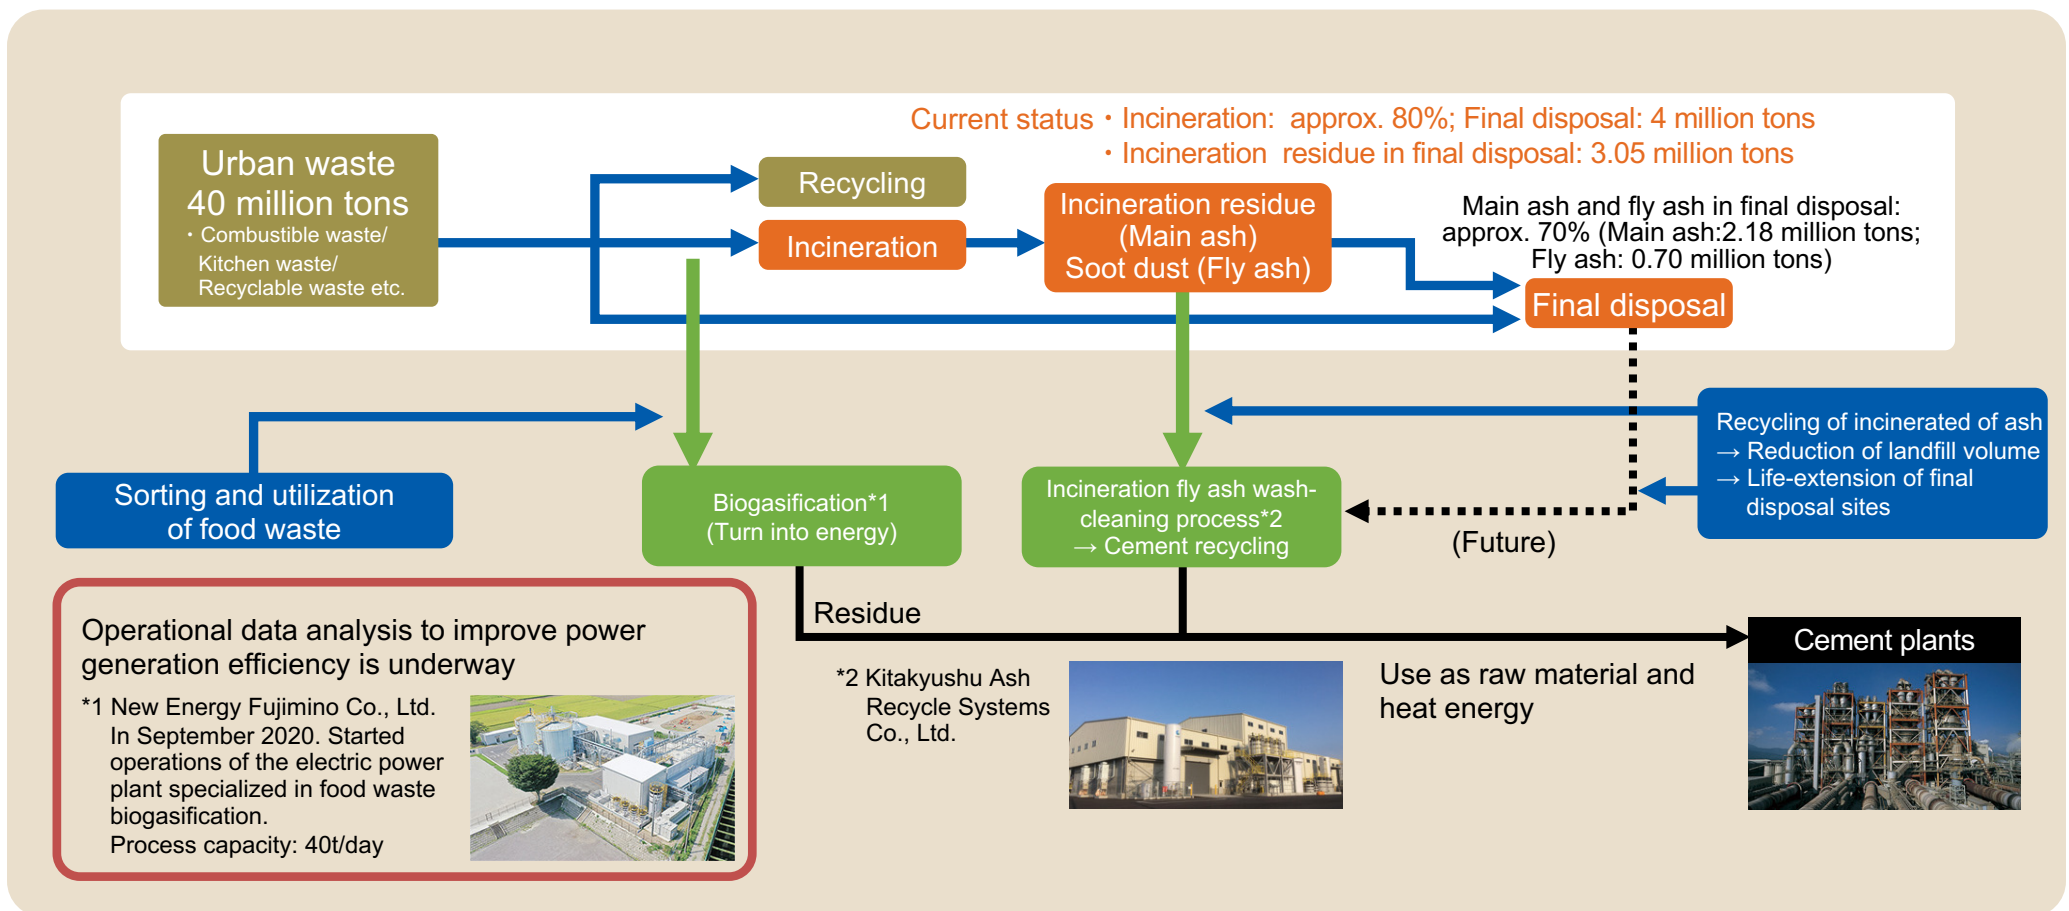 Current status ・Incineration: approx. 80%; Final disposal: 4 million tons
・Incineration residue in final disposal: 3.05 million tons
Urban waste
40 million tons
・Combustible waste/
Kitchen waste/
Recyclable waste etc.
Recycling
Incineration
Incineration residue
(Main ash)
Soot dust (Fly ash)
Main ash and fly ash in final disposal:
approx. 70% (Main ash:2.18 million tons;
Fly ash: 0.70 million tons)
Final disposal
Sorting and utilization
of food waste
Biogasification*1
(Turn into energy)
Incineration fly ash wash-
cleaning process*2
→ Cement recycling
(Future)
Recycling of incinerated of ash
→ Reduction of landfill volume
→ Life-extension of final
disposal sites
Residue
Operational data analysis to improve power
generation efficiency is underway
*1 New Energy Fujimino Co., Ltd.
In September 2020. Started
operations of the electric power
plant specialized in food waste
biogasification.
Process capacity: 40t/day
*2 Kitakyushu Ash
Recycle Systems
Co., Ltd.
Use as raw material and
heat energy
Cement plants